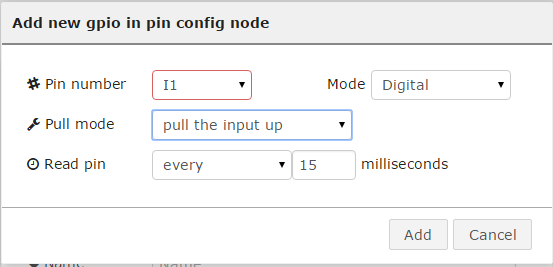 Add new gpio in pin config node
Pin number I1 Mode Digital
Pull mode pull the input up
Read pin every 15 milliseconds
Add Cancel